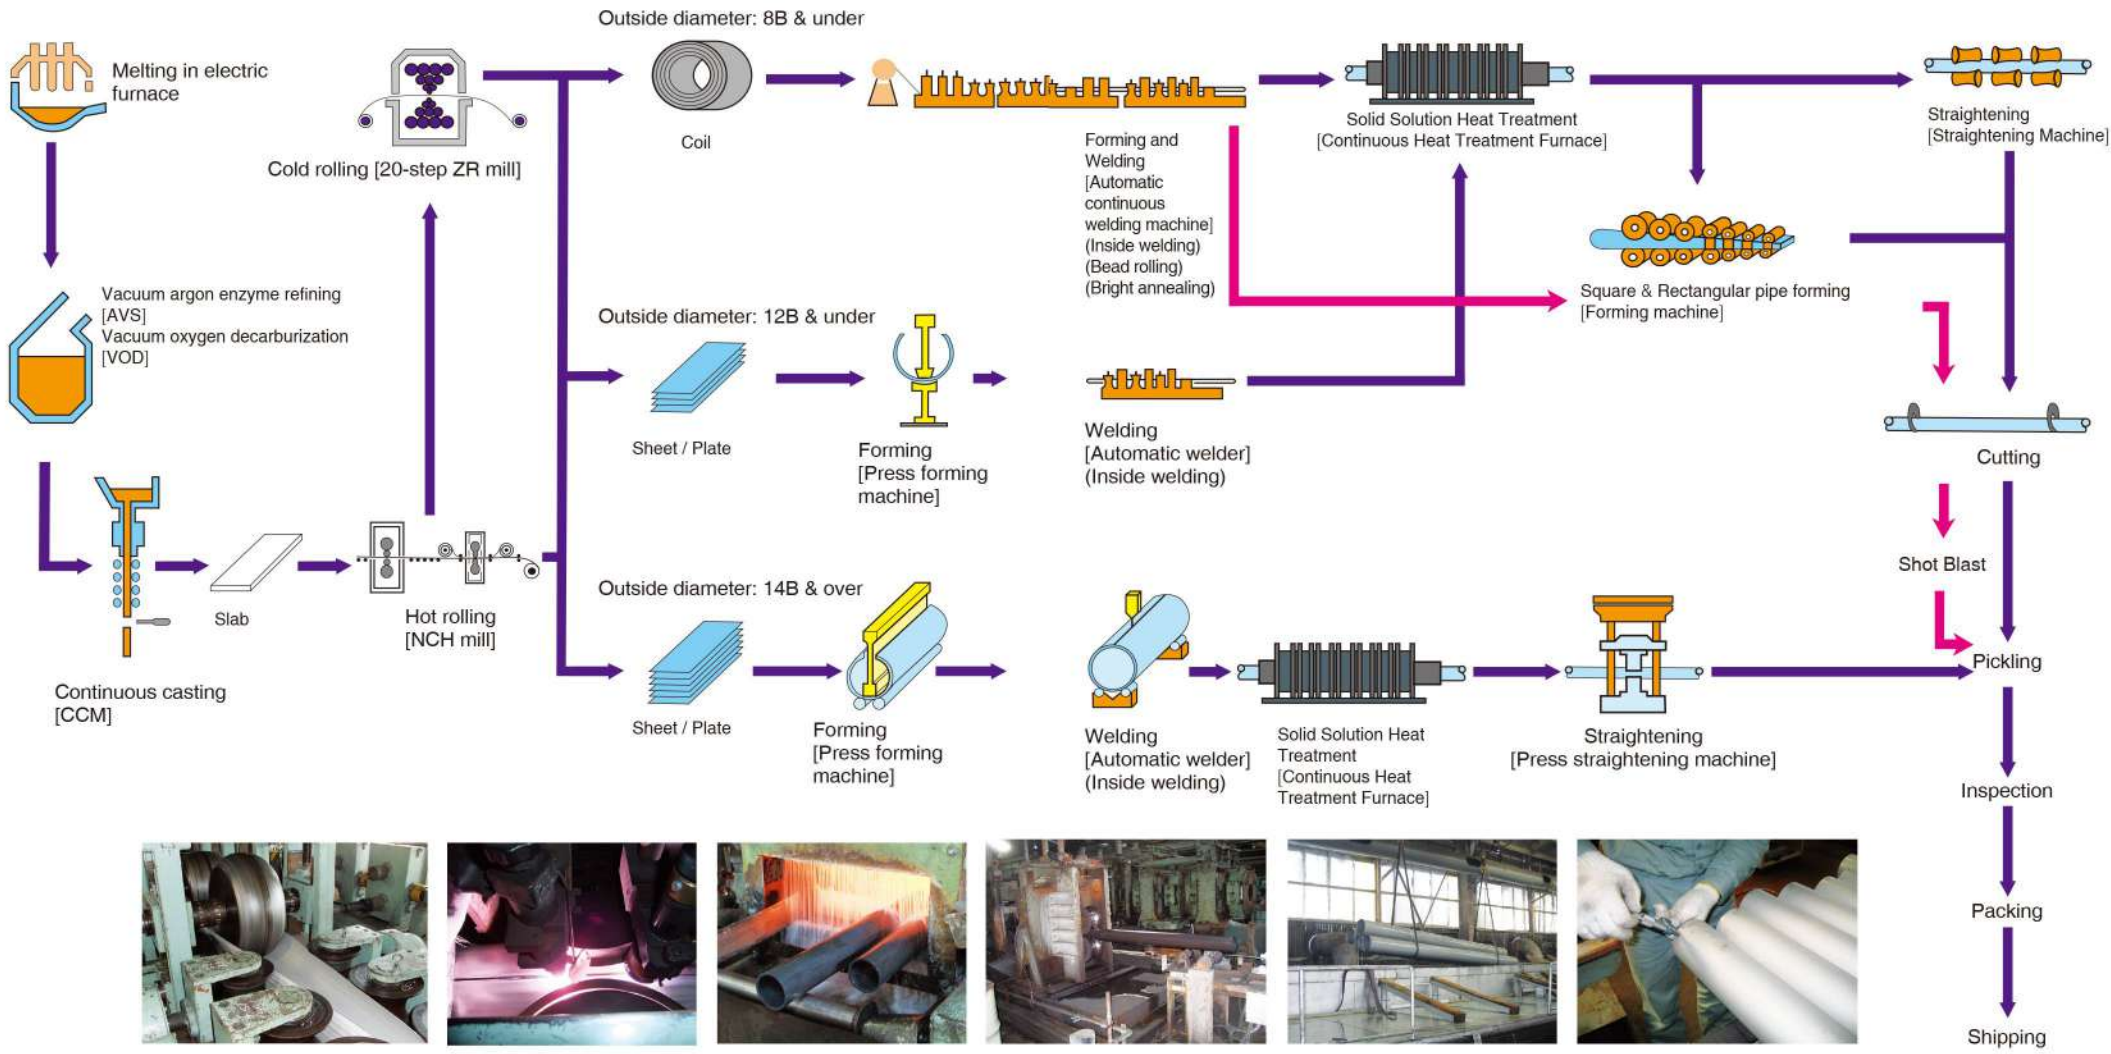 Melting in electric
furnace
Vacuum argon enzyme refining
[AVS]
Vacuum oxygen decarburization
[VOD]
Continuous casting
[CCM]
Slab
Hot rolling
[NCH mill]
Cold rolling [20-step ZR mill]
Outside diameter: 8B & under
Coil
Forming and
Welding
[Automatic
continuous
welding machine]
(Inside welding)
(Bead rolling)
(Bright annealing)
Solid Solution Heat Treatment
[Continuous Heat Treatment Furnace]
Straightening
[Straightening Machine]
Square & Rectangular pipe forming
[Forming machine]
Outside diameter: 12B & under
Sheet / Plate
Forming
[Press forming
machine]
Welding
[Automatic welder]
(Inside welding)
Outside diameter: 14B & over
Sheet / Plate
Forming
[Press forming
machine]
Welding
[Automatic welder]
(Inside welding)
Solid Solution Heat
Treatment
[Continuous Heat
Treatment Furnace]
Straightening
[Press straightening machine]
Cutting
Shot Blast
Pickling
Inspection
Packing
Shipping